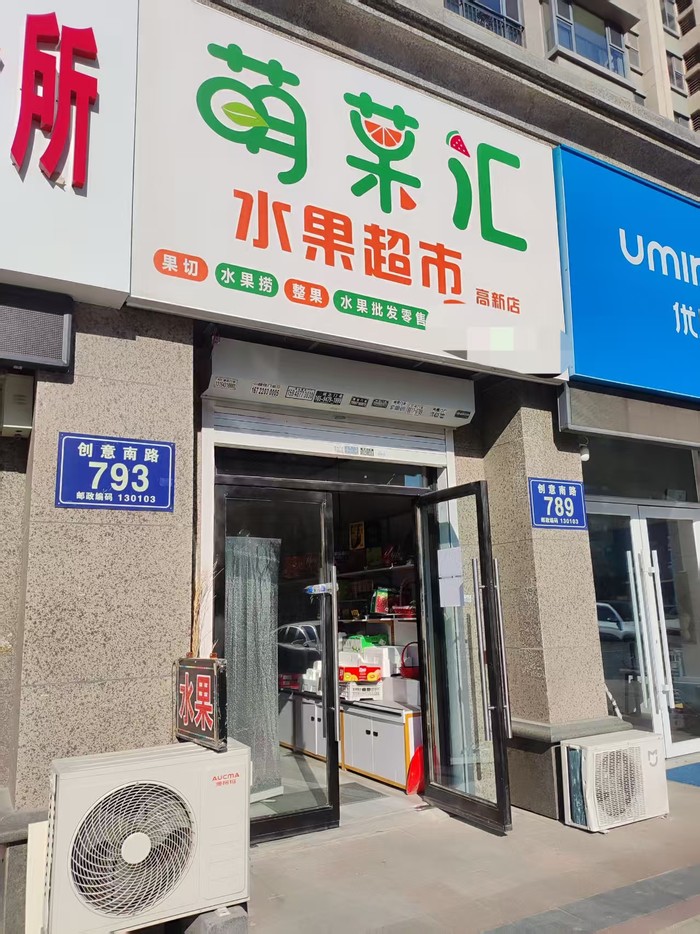 所
萌菜汇
水果超市
果切 水果捞 整果 水果批发零售
高新店
umi
优
创意南路
793
邮政编码 130103
创意南路
789
邮政编码 130103
水果
AUCMA